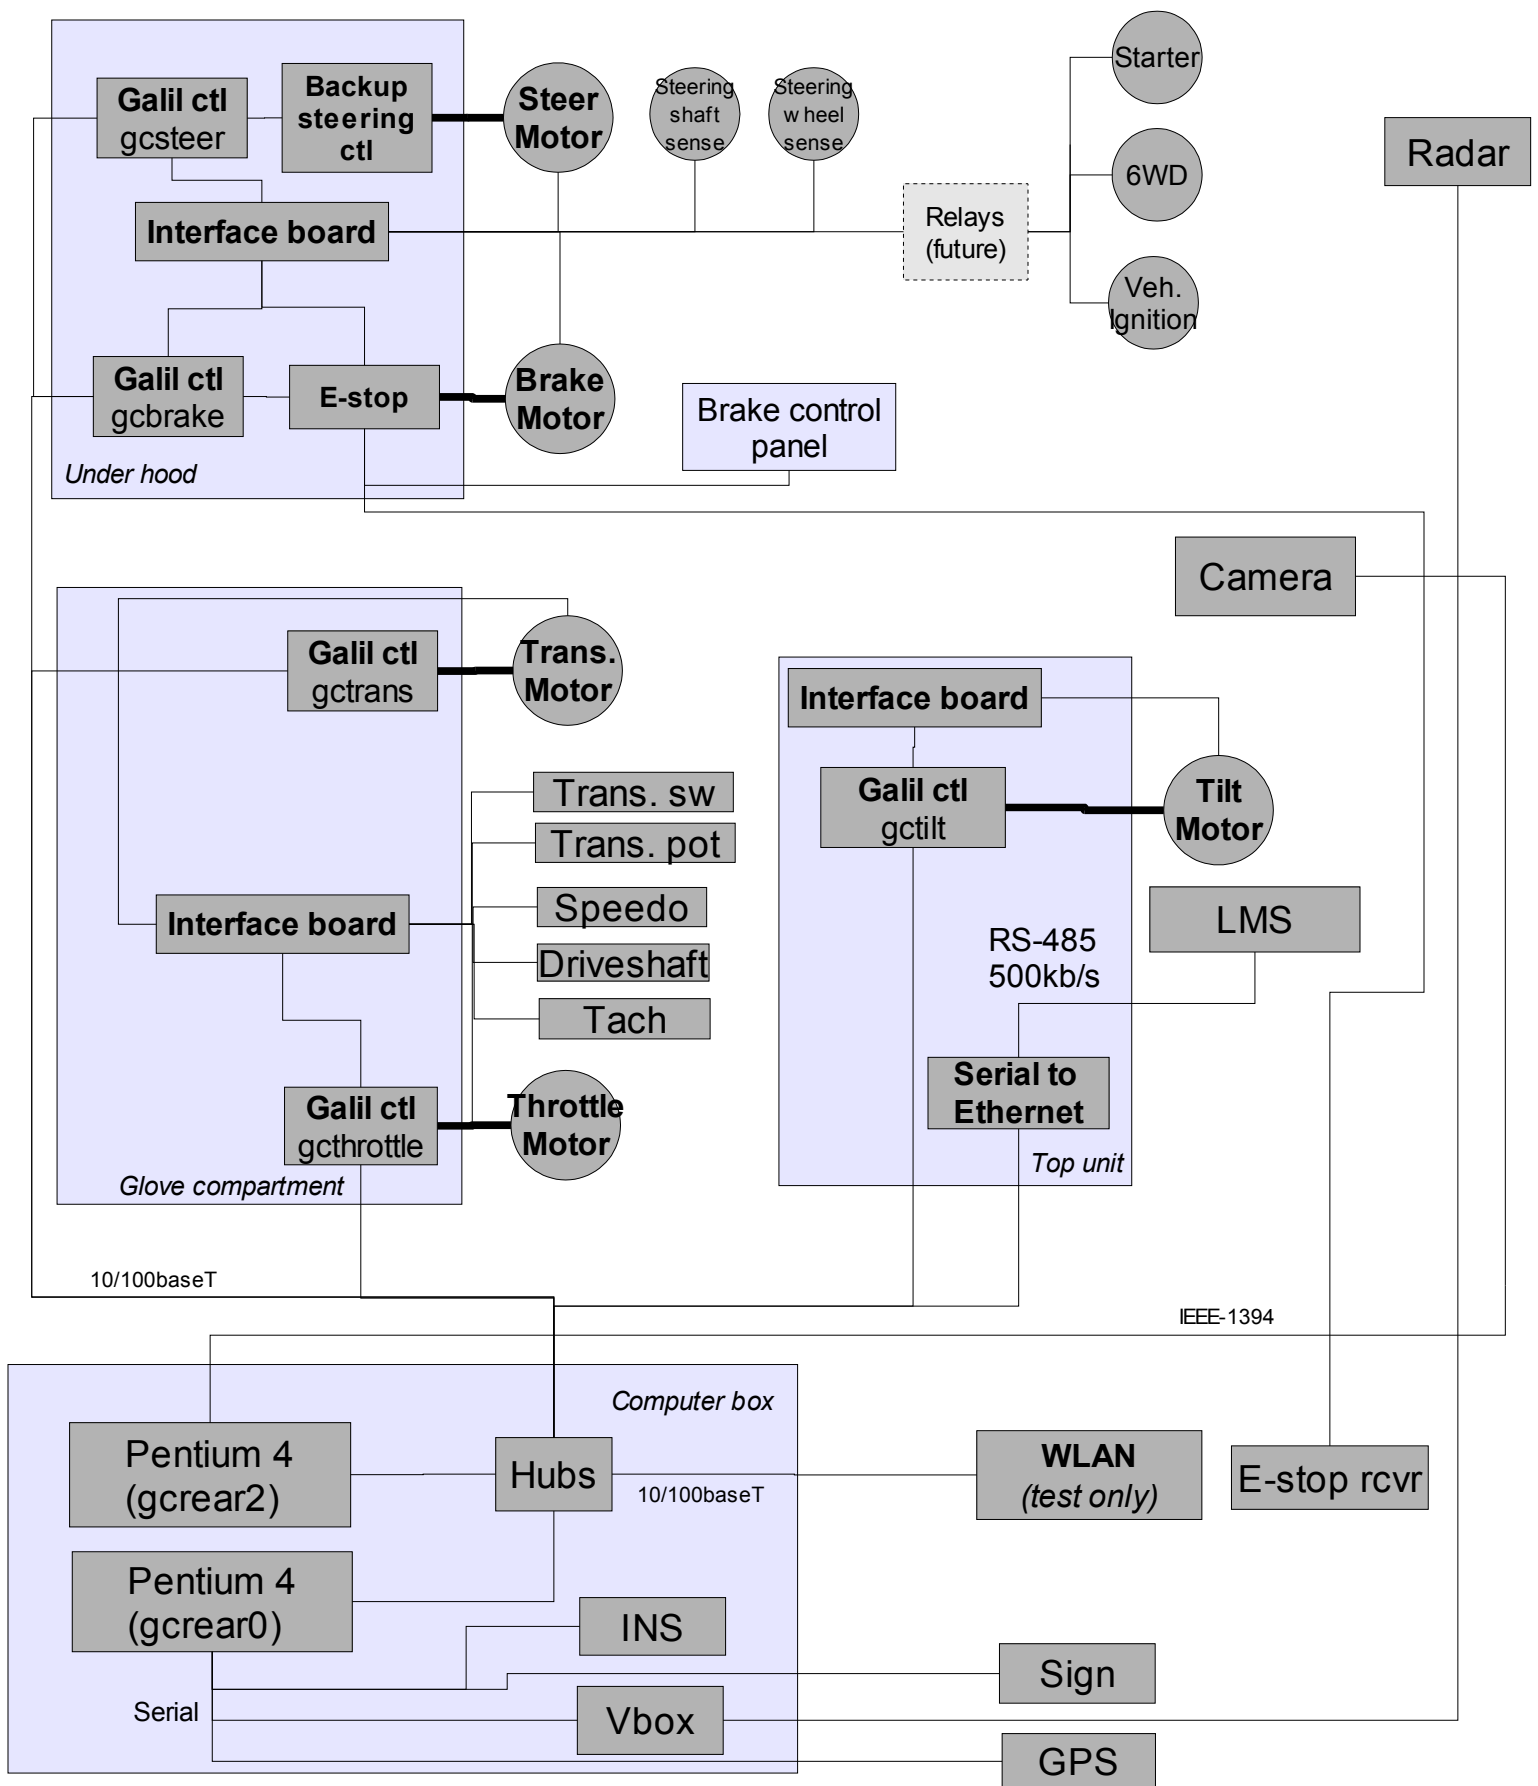 Galil ctl
gcsteer
Backup
steering
ctl
Steer
Motor
Steering
shaft
sense
Steering
wheel
sense
Starter
6WD
Veh.
Ignition
Relays
(future)
Radar
Interface board
Galil ctl
gcbrake
E-stop
Brake
Motor
Brake control
panel
Under hood
Camera
Galil ctl
gctrans
Trans.
Motor
Trans. sw
Trans. pot
Speedo
Driveshaft
Tach
Interface board
Galil ctl
gcthrottle
Throttle
Motor
Glove compartment
Interface board
Galil ctl
gctilt
Tilt
Motor
LMS
RS-485
500kb/s
Serial to
Ethernet
Top unit
10/100baseT
IEEE-1394
Computer box
Pentium 4
(gcrear2)
Hubs
10/100baseT
WLAN
(test only)
E-stop rcvr
Pentium 4
(gcrear0)
INS
Sign
Serial
Vbox
GPS